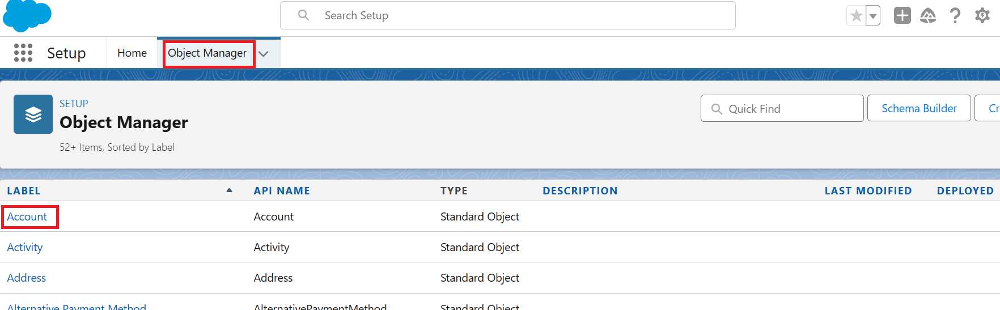 Search Setup
Setup Home Object Manager
SETUP
Object Manager
52+ Items, Sorted by Label
Quick Find Schema Builder Cr
LABEL API NAME TYPE DESCRIPTION LAST MODIFIED DEPLOYED
Account Account Standard Object
Activity Activity Standard Object
Address Address Standard Object
Alternative Payment Method AlternativePaymentMethod Standard Object